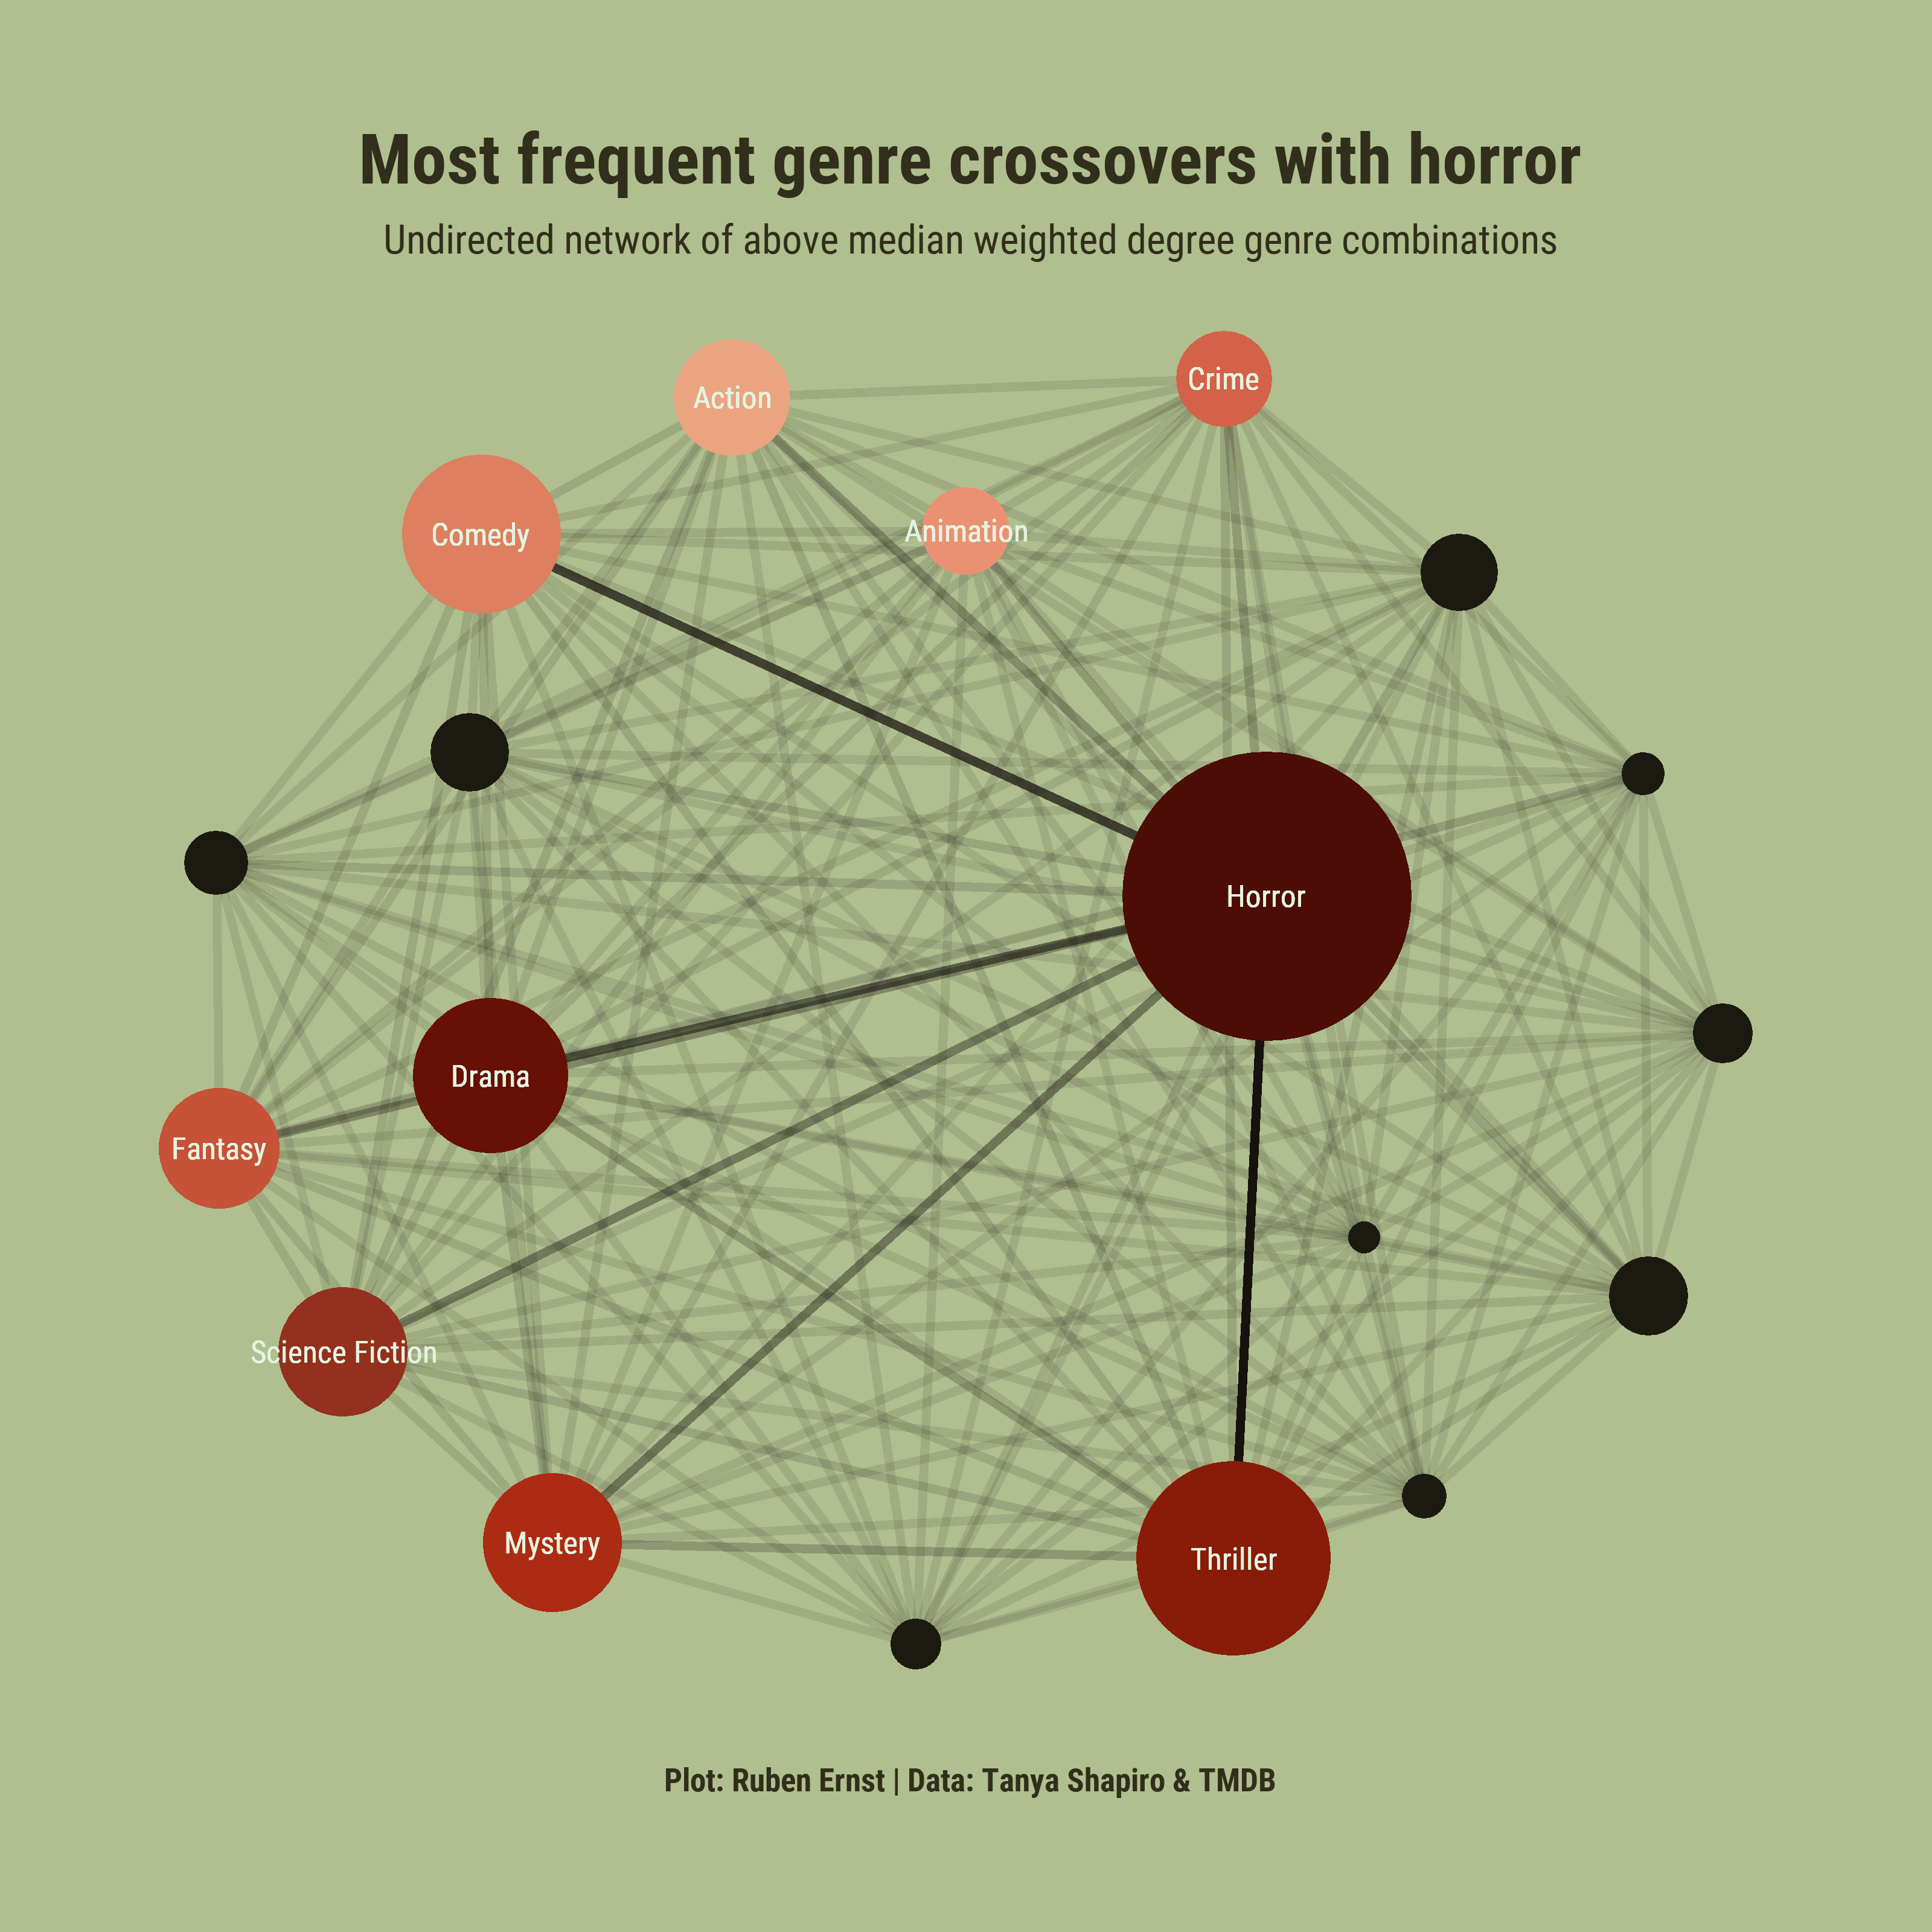 Most frequent genre crossovers with horror
Undirected network of above median weighted degree genre combinations
Crime
Action
Animation
Comedy
Horror
Drama
Fantasy
Science Fiction
Mystery
Thriller
Plot: Ruben Ernst | Data: Tanya Shapiro & TMDB